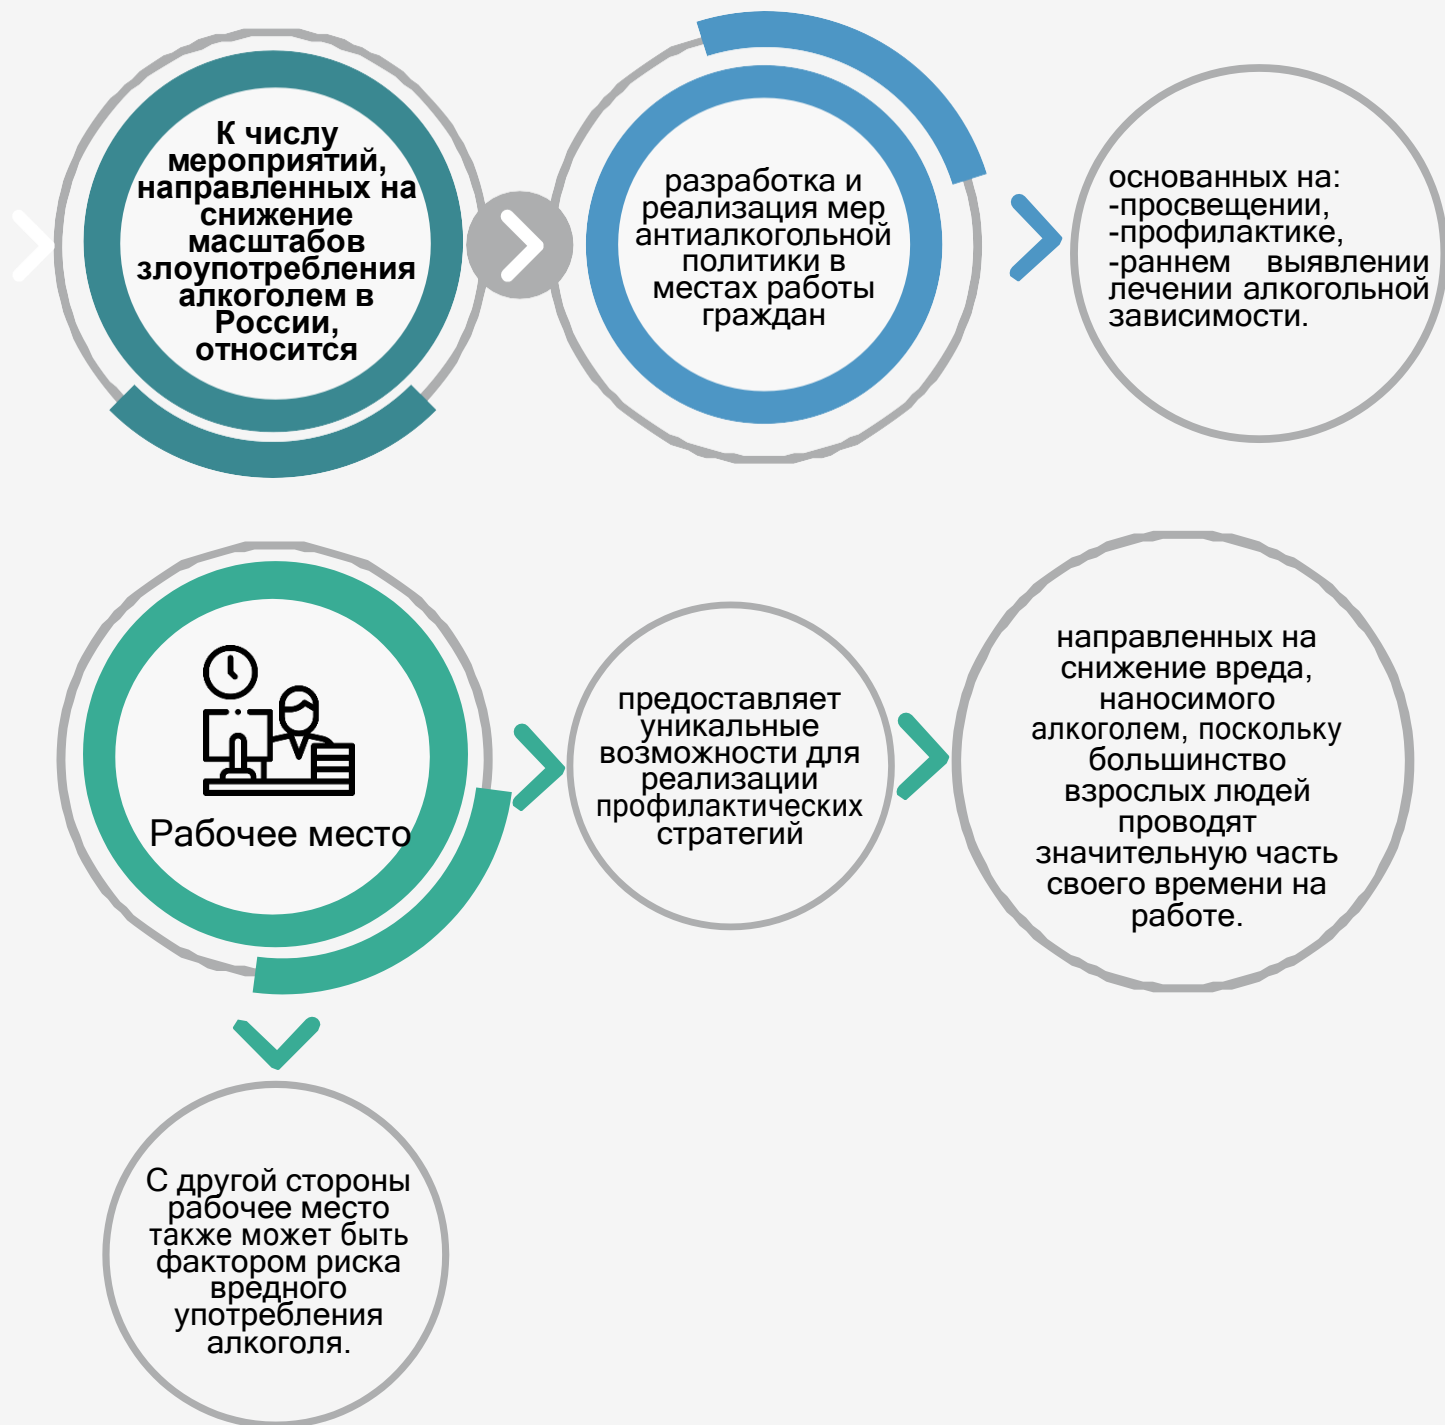 К числу
мероприятий,
направленных на
снижение
масштабов
злоупотребления
алкоголем в
России,
относится
разработка и
реализация мер
антиалкогольной
политики в
местах работы
граждан
основанных на:
-просвещении,
-профилактике,
-раннем выявлении
лечении алкогольной
зависимости.
Рабочее место
предоставляет
уникальные
возможности для
реализации
профилактических
стратегий
направленных на
снижение вреда,
наносимого
алкоголем, поскольку
большинство
взрослых людей
проводят
значительную часть
своего времени на
работе.
С другой стороны
рабочее место
также может быть
фактором риска
вредного
употребления
алкоголя.